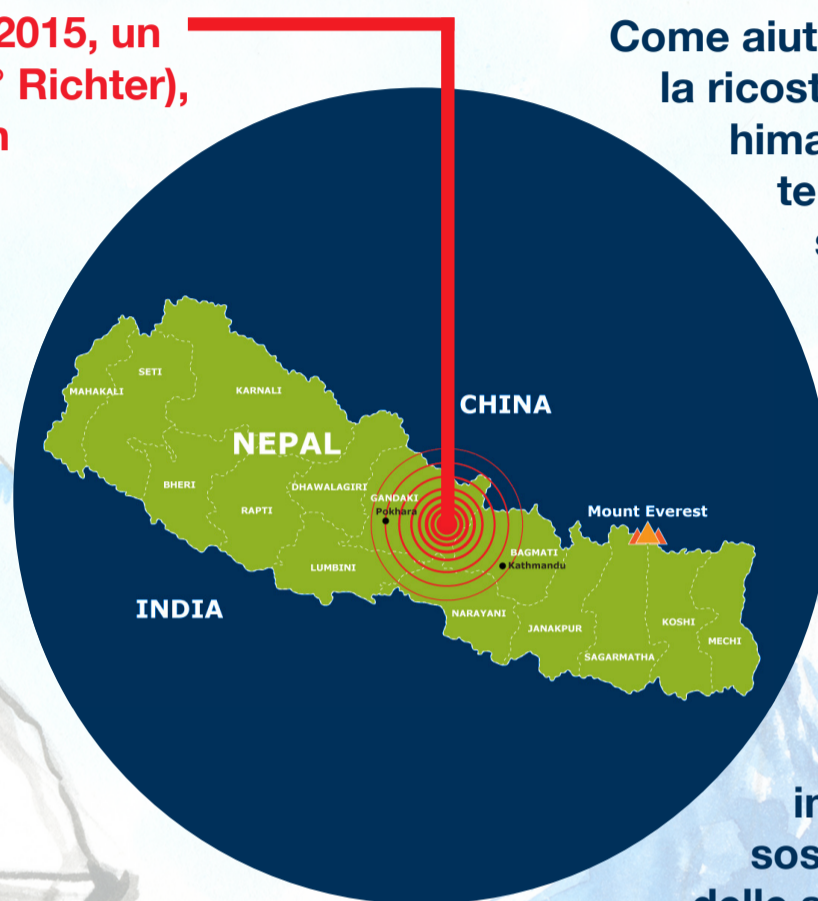 2015, un
° Richter),
Come aiut
la ricost
hima
te
CHINA
SETI
MAHAKALI
KARNALI
NEPAL
BHERI
DHAWALAGIRI
GANDAKI
Pokhara
RAPTI
Mount Everest
BAGMATI
Kathmandu
LUMBINI
INDIA
NARAYANI
JANAKPUR
KOSHI
MECHI
SAGARMATHA
in
sos